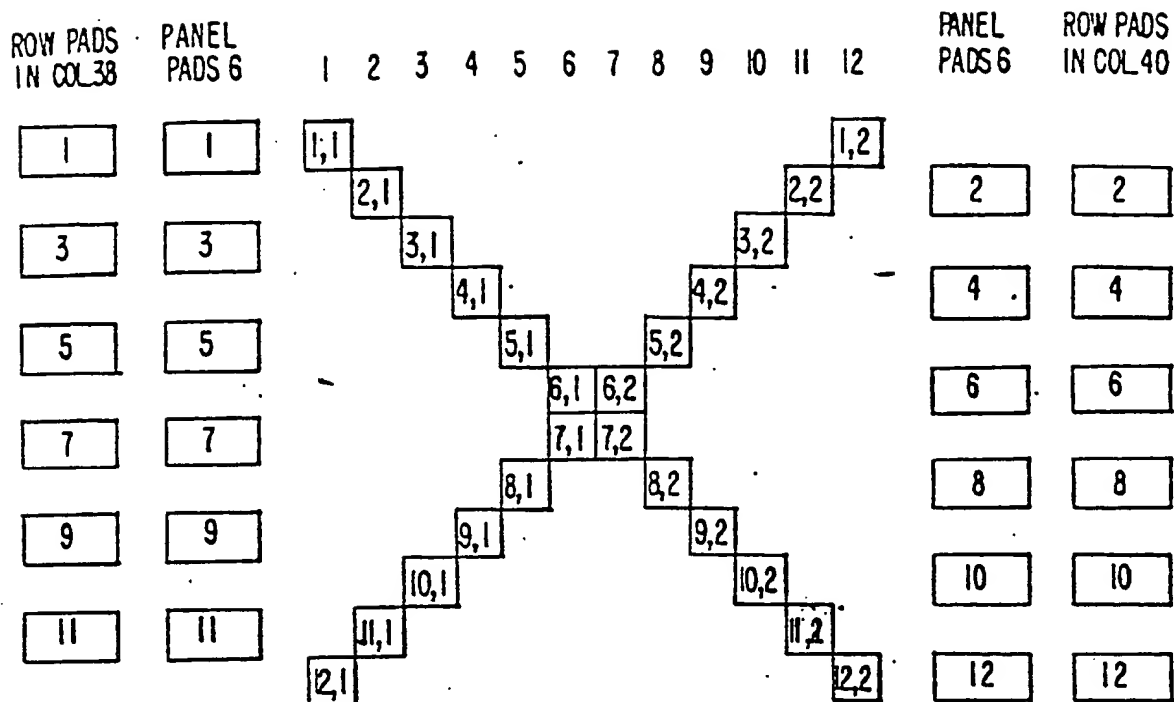 ROW PADS IN COL.38
PANEL PADS 6
1 2 3 4 5 6 7 8 9 10 11 12
PANEL PADS 6
ROW PADS IN COL.40
1 1 1,1 1,2
2,1 2,2 2 2
3 3 3,1 3,2
4,1 4,2 4 4
5 5 5,1 5,2
6,1 6,2 6 6
7 7 7,1 7,2
8,1 8,2 8 8
9 9 9,1 9,2
10,1 10,2 10 10
11 11 11,1 11,2
12,1 12,2 12 12